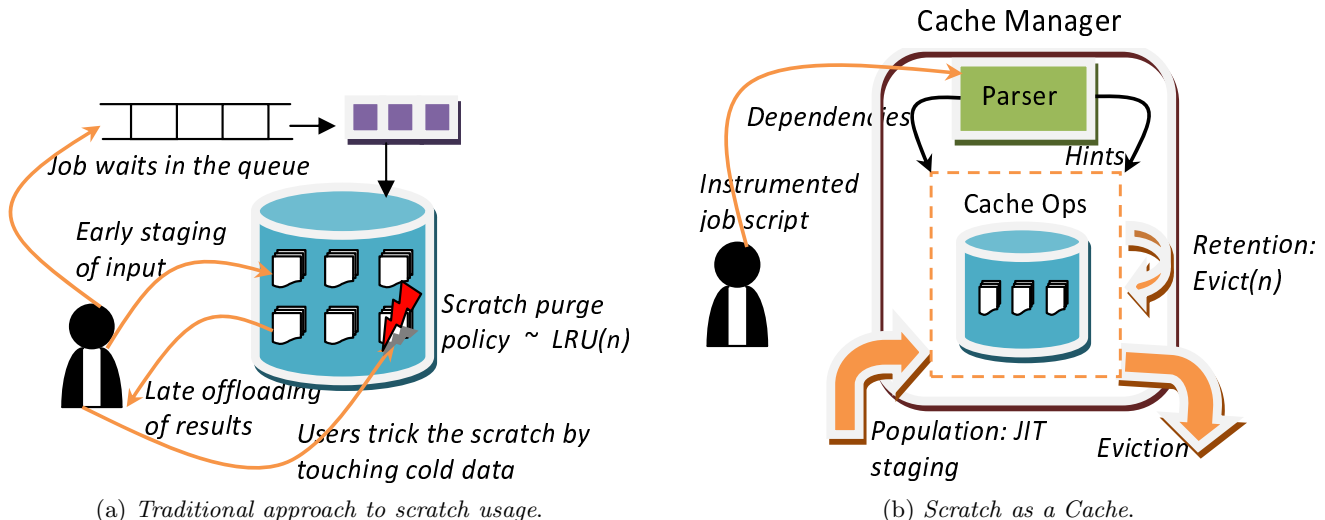 Job waits in the queue
Early staging
of input
Scratch purge
policy ~ LRU(n)
Late offloading
of results
Users trick the scratch by
touching cold data
(a) Traditional approach to scratch usage.
Cache Manager
Parser
Dependencies
Hints
Instrumented
job script
Cache Ops
Retention:
Evict(n)
Population: JIT
staging
Eviction
(b) Scratch as a Cache.